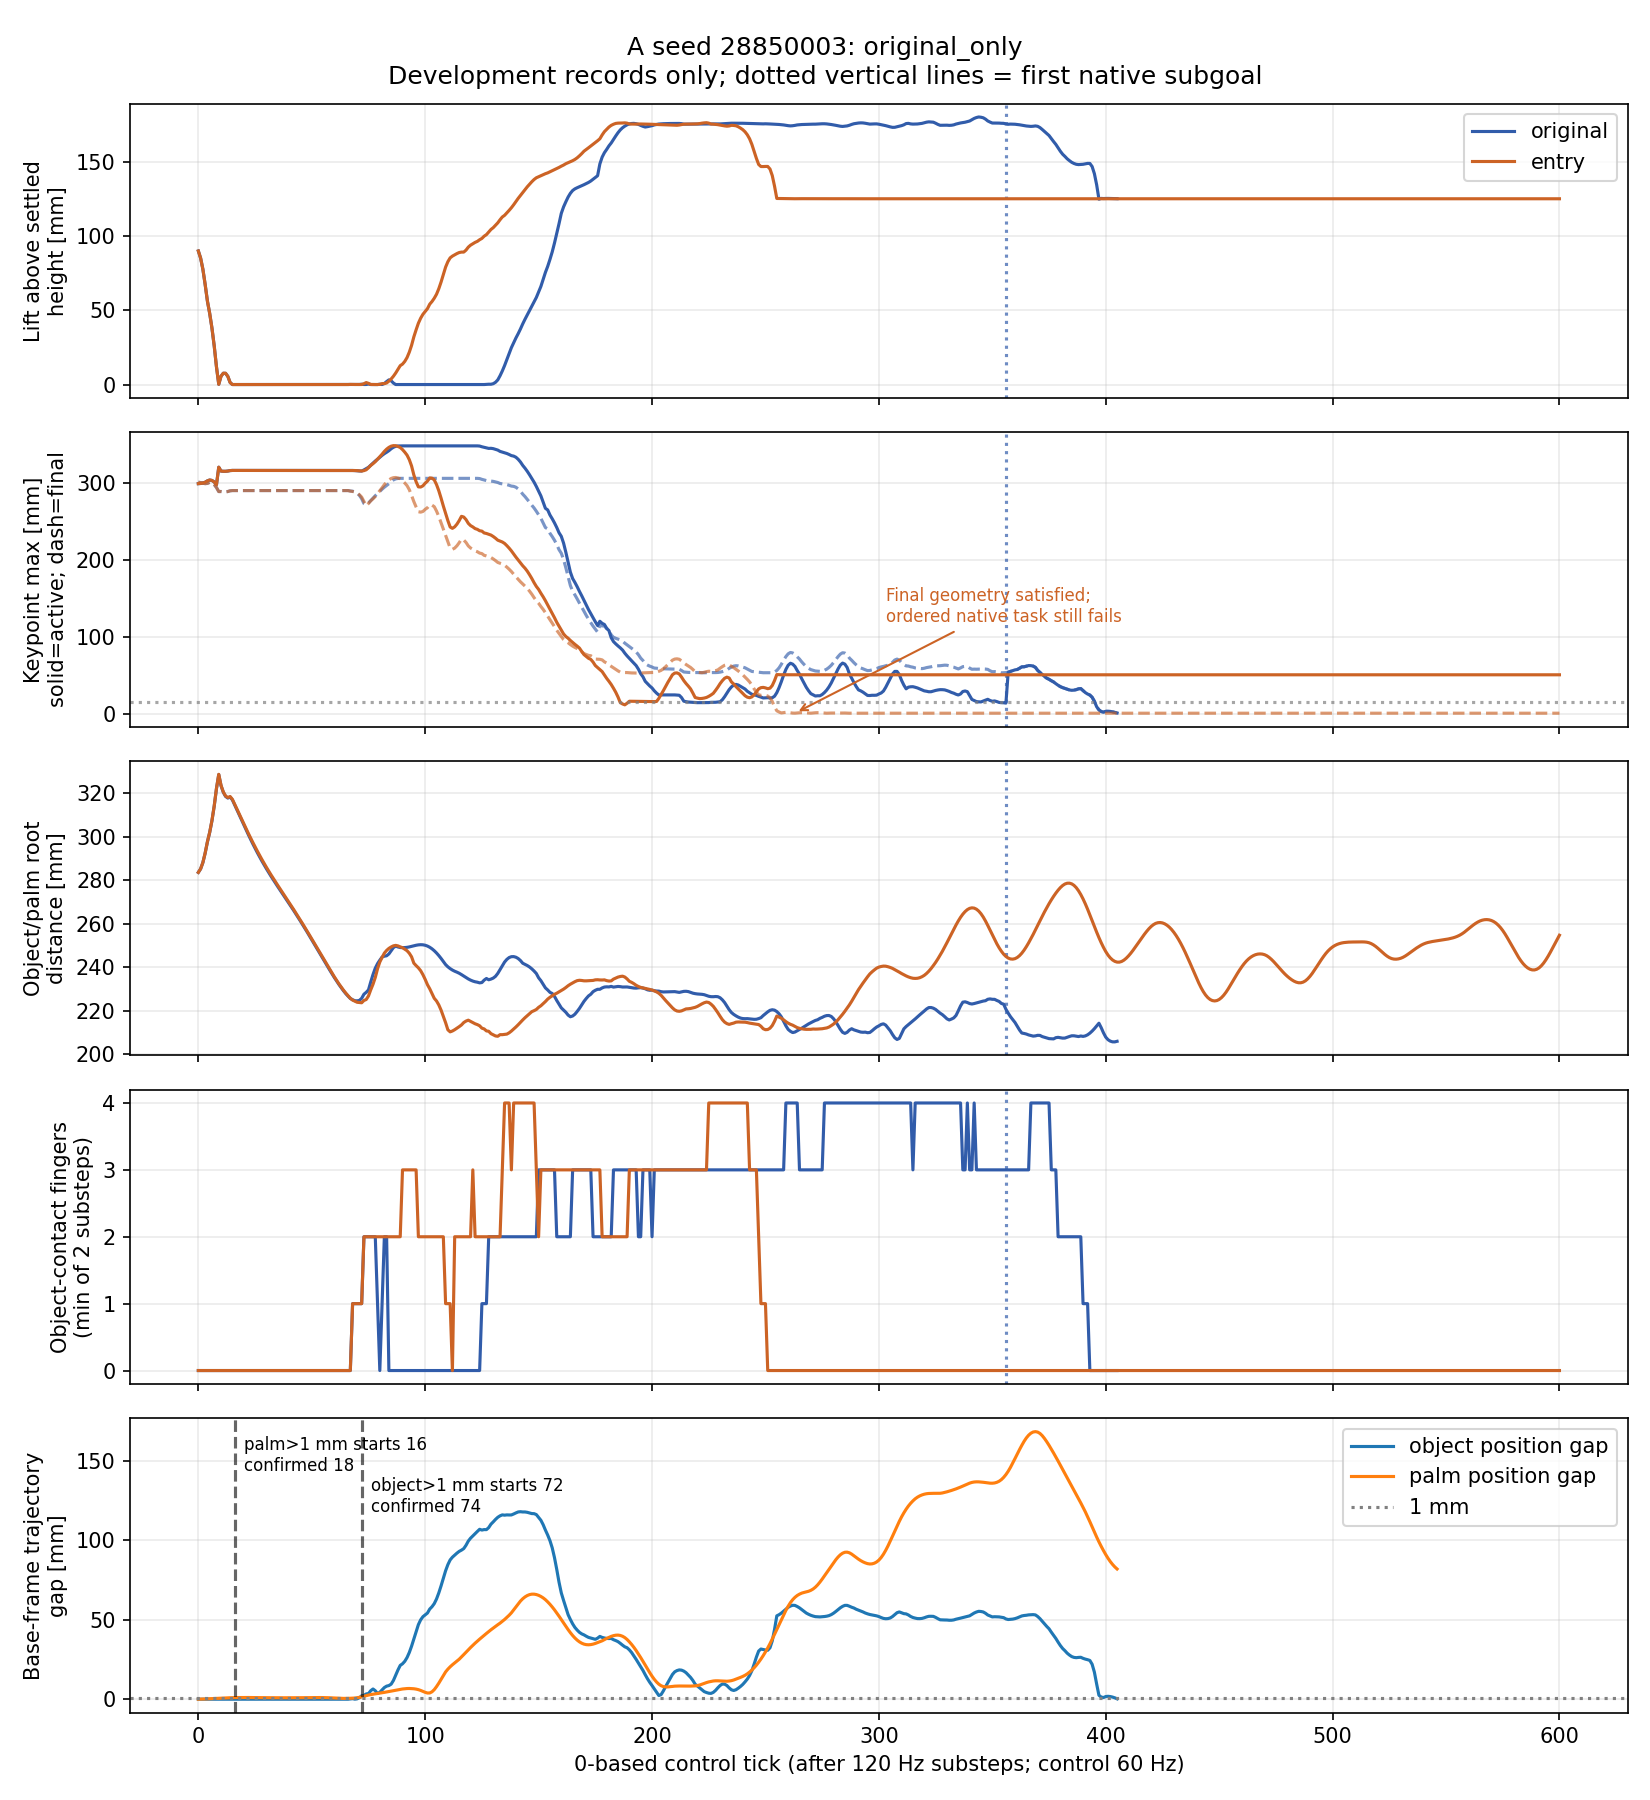 A seed 28850003: original_only
Development records only; dotted vertical lines = first native subgoal
Lift above settled
height [mm]
150
100
50
0
original
entry
Keypoint max [mm]
solid=active; dash=final
300
200
100
0
Final geometry satisfied;
ordered native task still fails
Object/palm root
distance [mm]
320
300
280
260
240
220
200
Object-contact fingers
(min of 2 substeps)
4
3
2
1
0
Base-frame trajectory
gap [mm]
150
100
50
0
palm>1 mm starts 16
confirmed 18
object>1 mm starts 72
confirmed 74
object position gap
palm position gap
1 mm
0 100 200 300 400 500 600
0-based control tick (after 120 Hz substeps; control 60 Hz)